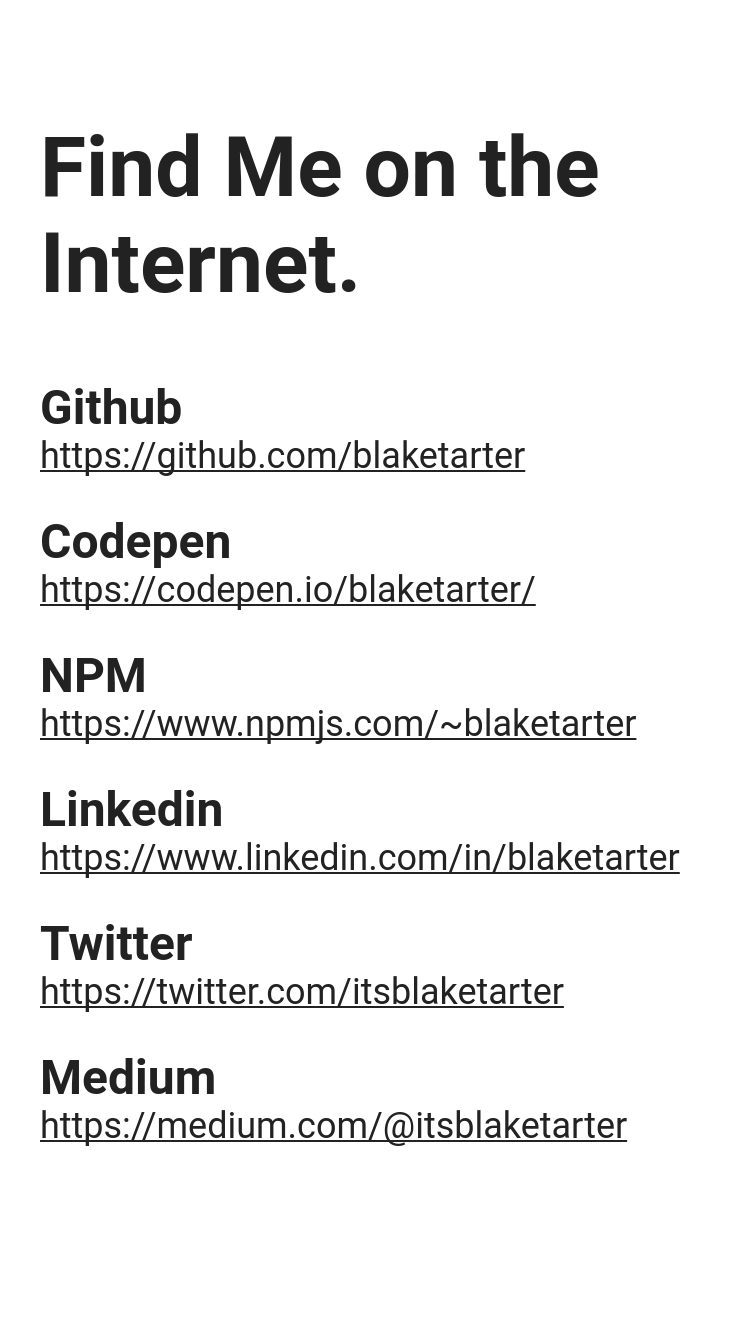 Find Me on the
Internet.
Github
https://github.com/blaketarter
Codepen
https://codepen.io/blaketarter/
NPM
https://www.npmjs.com/~blaketarter
Linkedin
https://www.linkedin.com/in/blaketarter
Twitter
https://twitter.com/itsblaketarter
Medium
https://medium.com/@itsblaketarter